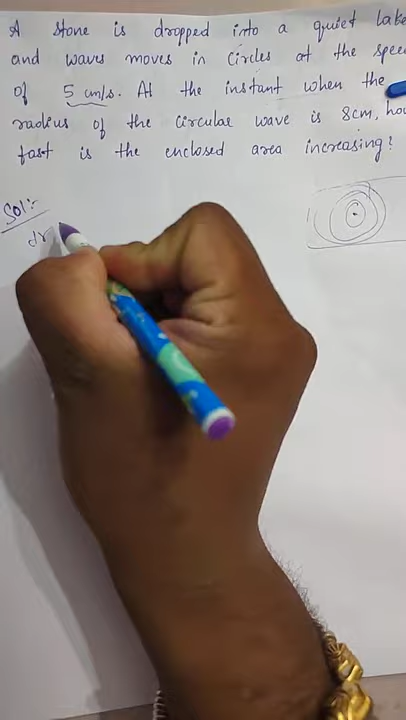 A stone is dropped into a quiet lake
and waves moves in circles at the speed
of 5 cm/s. At the instant when the
radius of the circular wave is 8cm, how
fast is the enclosed area increasing?
Sol:-
dr